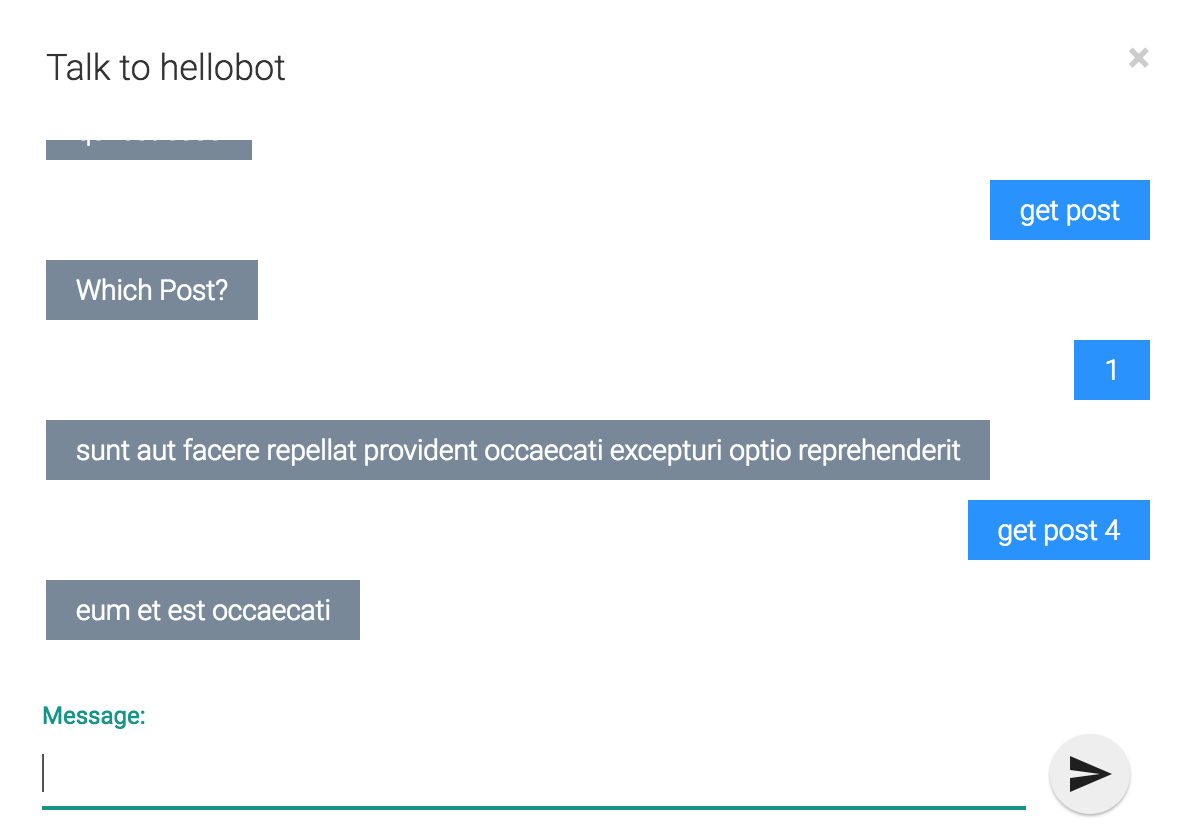 Talk to hellobot
get post
Which Post?
1
sunt aut facere repellat provident occaecati excepturi optio reprehenderit
get post 4
eum et est occaecati
Message: